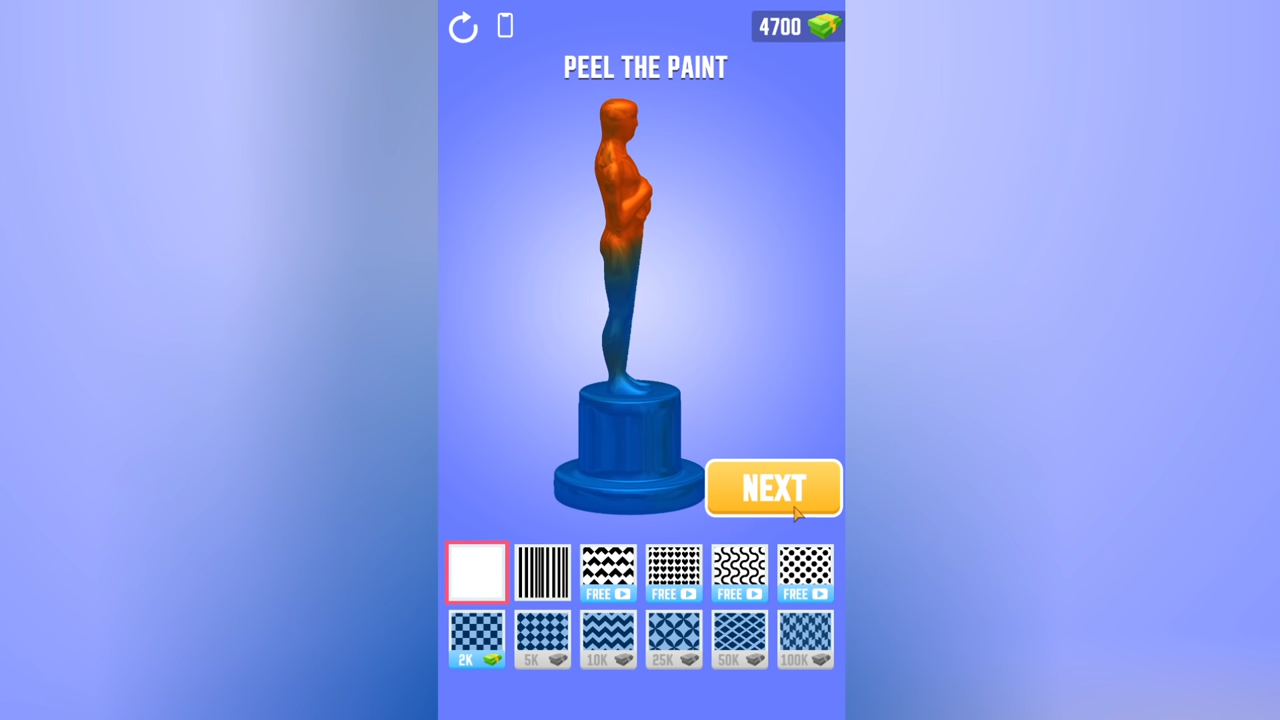 4700
PEEL THE PAINT
NEXT
FREE FREE FREE FREE
2K 5K 10K 25K 50K 100K